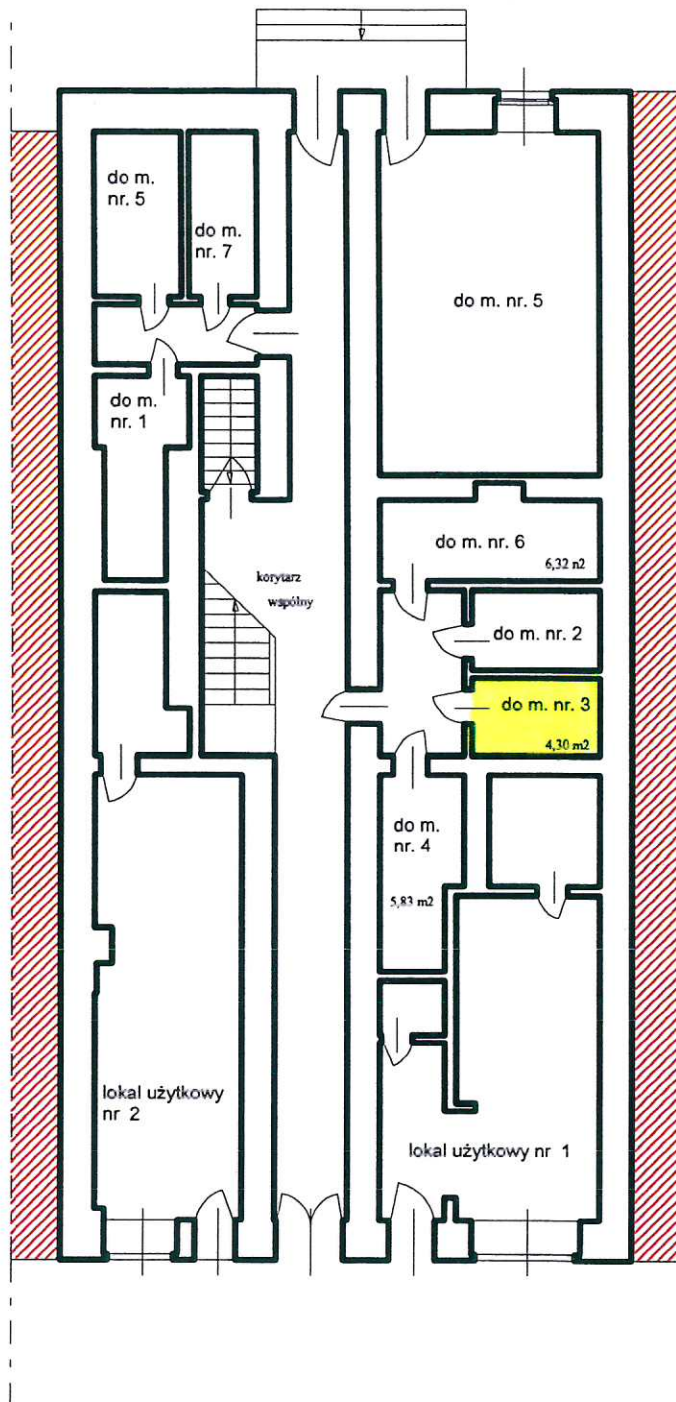 do m.
nr. 5
do m.
nr. 7
do m. nr. 5
do m.
nr. 1
do m. nr. 6
6,32 n2
korytarz
wspólny
do m. nr. 2
do m. nr. 3
4,30 m2
do m.
nr. 4
5,83 m2
lokal użytkowy
nr 2
lokal użytkowy nr 1